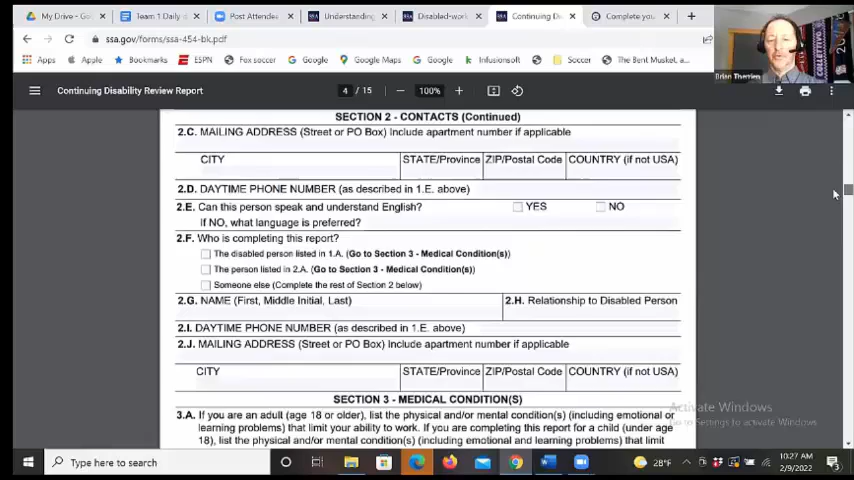 My Drive - G
Team 1 Daily d
Post Attendee
Understanding
Disabled-work
Continuing Dis
Complete you
ssa.gov/forms/ssa-454-bk.pdf
Apps
Apple
Bookmarks
ESPN
Fox soccer
Google
Google Maps
Google
Infusionsoft
Soccer
The Bent Musket, a
Brian Therrien
Continuing Disability Review Report
4 / 15
100%
SECTION 2 - CONTACTS (Continued)
2.C. MAILING ADDRESS (Street or PO Box) Include apartment number if applicable
CITY STATE/Province ZIP/Postal Code COUNTRY (if not USA)
2.D. DAYTIME PHONE NUMBER (as described in 1.E. above)
2.E. Can this person speak and understand English? YES NO
If NO, what language is preferred?
2.F. Who is completing this report?
The disabled person listed in 1.A. (Go to Section 3 - Medical Condition(s))
The person listed in 2.A. (Go to Section 3 - Medical Condition(s))
Someone else (Complete the rest of Section 2 below)
2.G. NAME (First, Middle Initial, Last) 2.H. Relationship to Disabled Person
2.I. DAYTIME PHONE NUMBER (as described in 1.E. above)
2.J. MAILING ADDRESS (Street or PO Box) Include apartment number if applicable
CITY STATE/Province ZIP/Postal Code COUNTRY (if not USA)
SECTION 3 - MEDICAL CONDITION(S)
3.A. If you are an adult (age 18 or older), list the physical and/or mental condition(s) (including emotional or
learning problems) that limit your ability to work. If you are completing this report for a child (under age
18), list the physical and/or mental condition(s) (including emotional and learning problems) that limit
Activate Windows
Go to Settings to activate Windows.
Type here to search
28°F
10:27 AM
2/9/2022
3